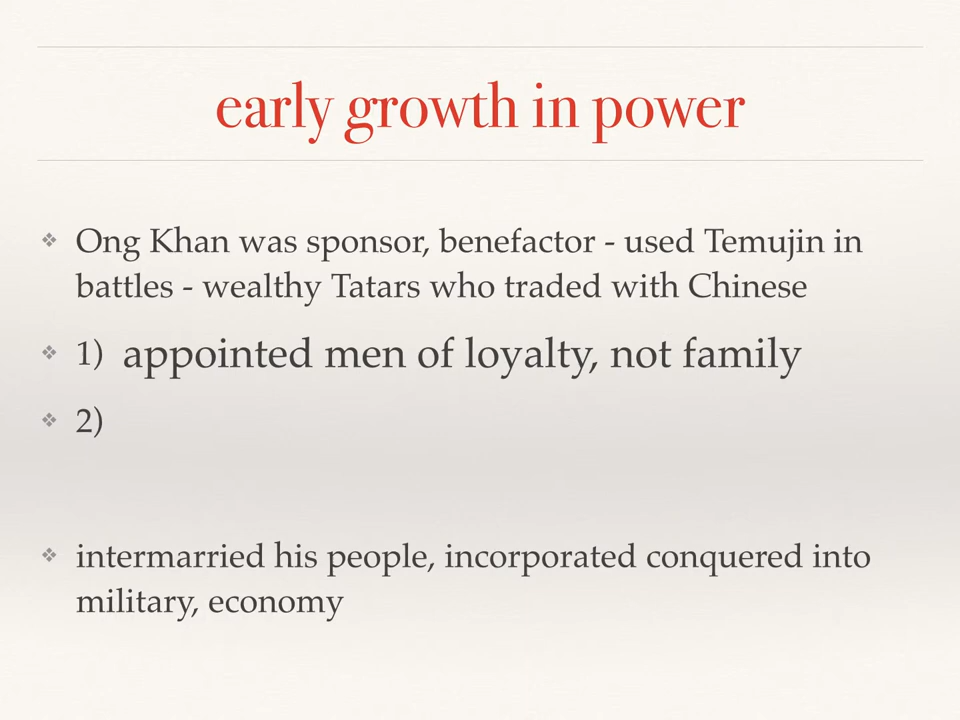 early growth in power
❖ Ong Khan was sponsor, benefactor - used Temujin in
battles - wealthy Tatars who traded with Chinese
❖ 1) appointed men of loyalty, not family
❖ 2)
❖ intermarried his people, incorporated conquered into
military, economy